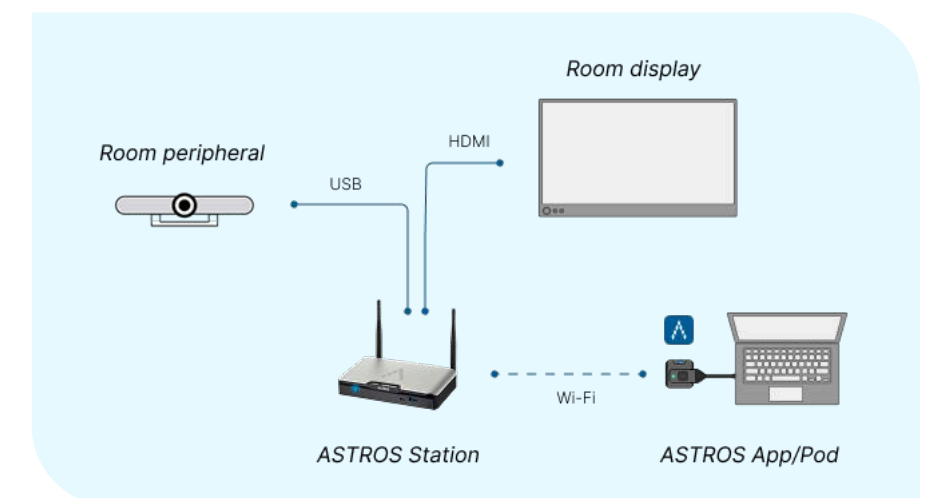 Room display
Room peripheral
HDMI
USB
Wi-Fi
ASTROS Station
ASTROS App/Pod